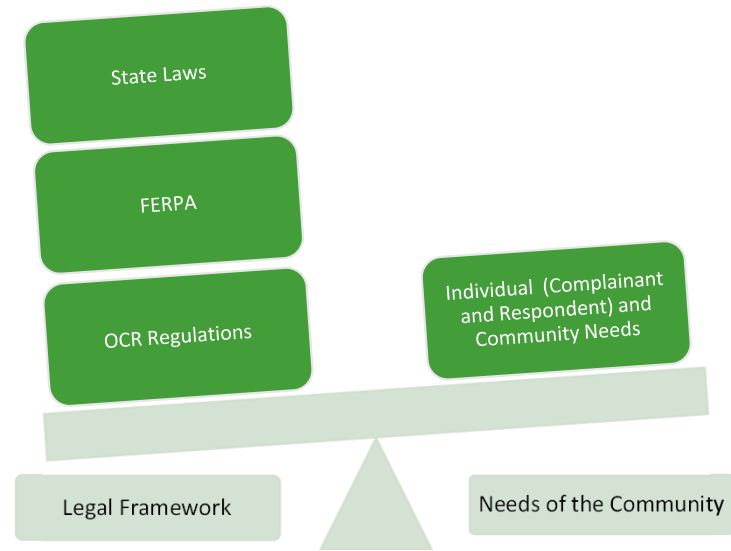 State Laws
FERPA
OCR Regulations
Individual (Complainant
and Respondent) and
Community Needs
Legal Framework
Needs of the Community